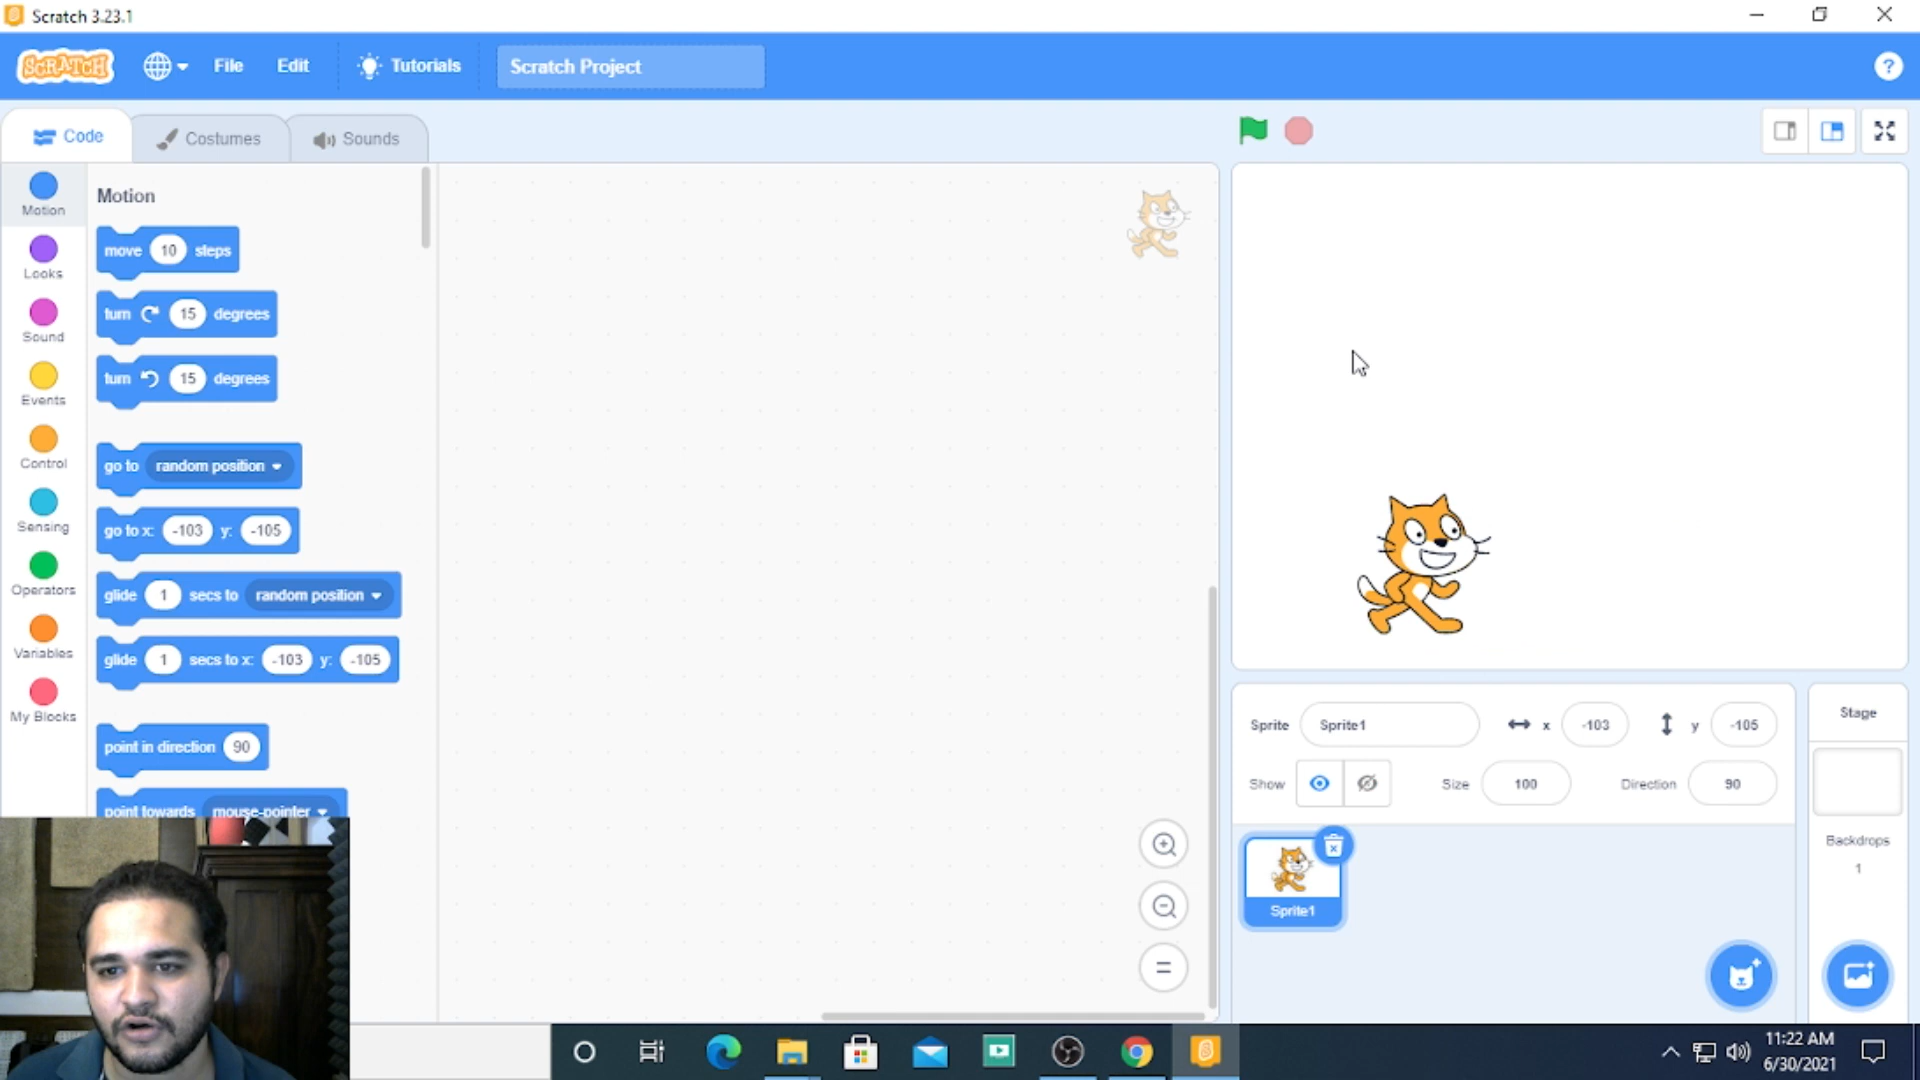 Scratch 3.23.1
SCRATCH File Edit Tutorials Scratch Project ?
Code Costumes Sounds
Motion
Looks
Sound
Events
Control
Sensing
Operators
Variables
My Blocks
Motion
move 10 steps
turn 15 degrees
turn 15 degrees
go to random position
go to x: -103 y: -105
glide 1 secs to random position
glide 1 secs to x: -103 y: -105
point in direction 90
point towards mouse-pointer
Sprite Sprite1 x -103 y -105
Show Size 100 Direction 90
Sprite1
Stage
Backdrops
1
11:22 AM
6/30/2021